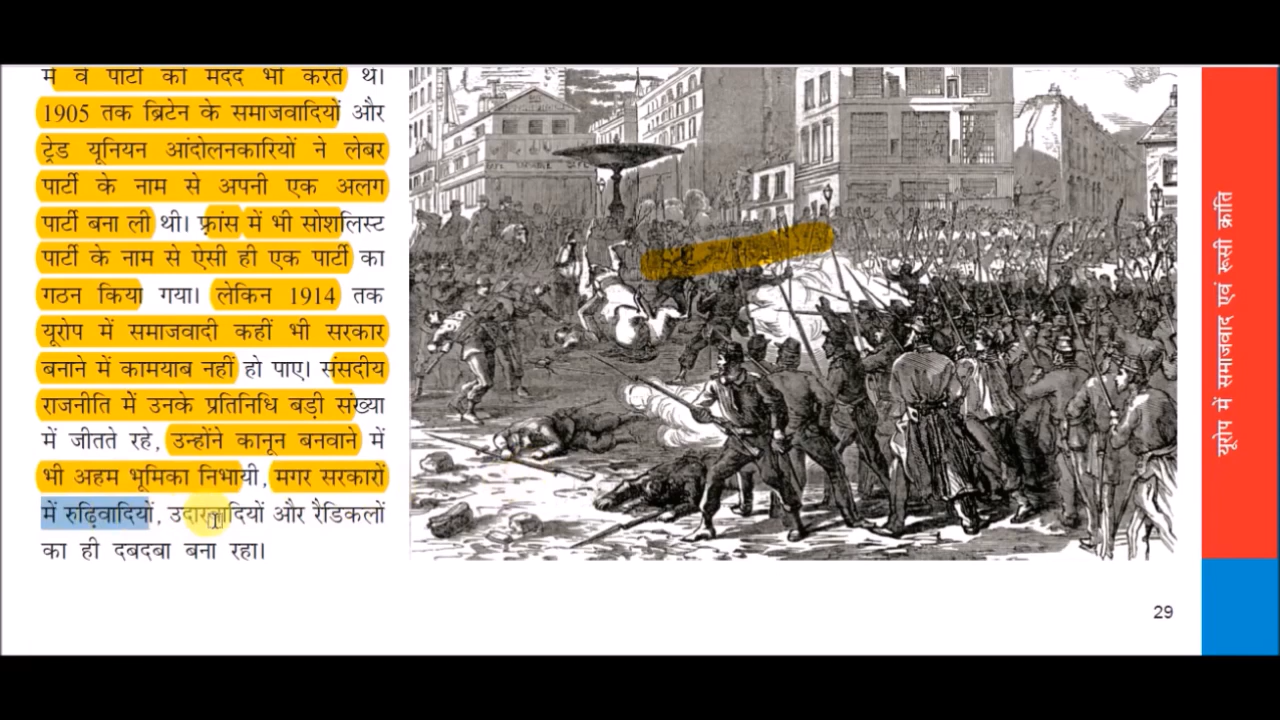 में वे पार्टी की मदद भी करते थे।
1905 तक ब्रिटेन के समाजवादियों और
ट्रेड यूनियन आंदोलनकारियों ने लेबर
पार्टी के नाम से अपनी एक अलग
पार्टी बना ली थी। फ़्रांस में भी सोशलिस्ट
पार्टी के नाम से ऐसी ही एक पार्टी का
गठन किया गया। लेकिन 1914 तक
यूरोप में समाजवादी कहीं भी सरकार
बनाने में कामयाब नहीं हो पाए। संसदीय
राजनीति में उनके प्रतिनिधि बड़ी संख्या
में जीतते रहे, उन्होंने कानून बनवाने में
भी अहम भूमिका निभायी, मगर सरकारों
में रुढ़िवादियों, उदारवादियों और रैडिकलों
का ही दबदबा बना रहा।
यूरोप में समाजवाद एवं रूसी क्रांति
29